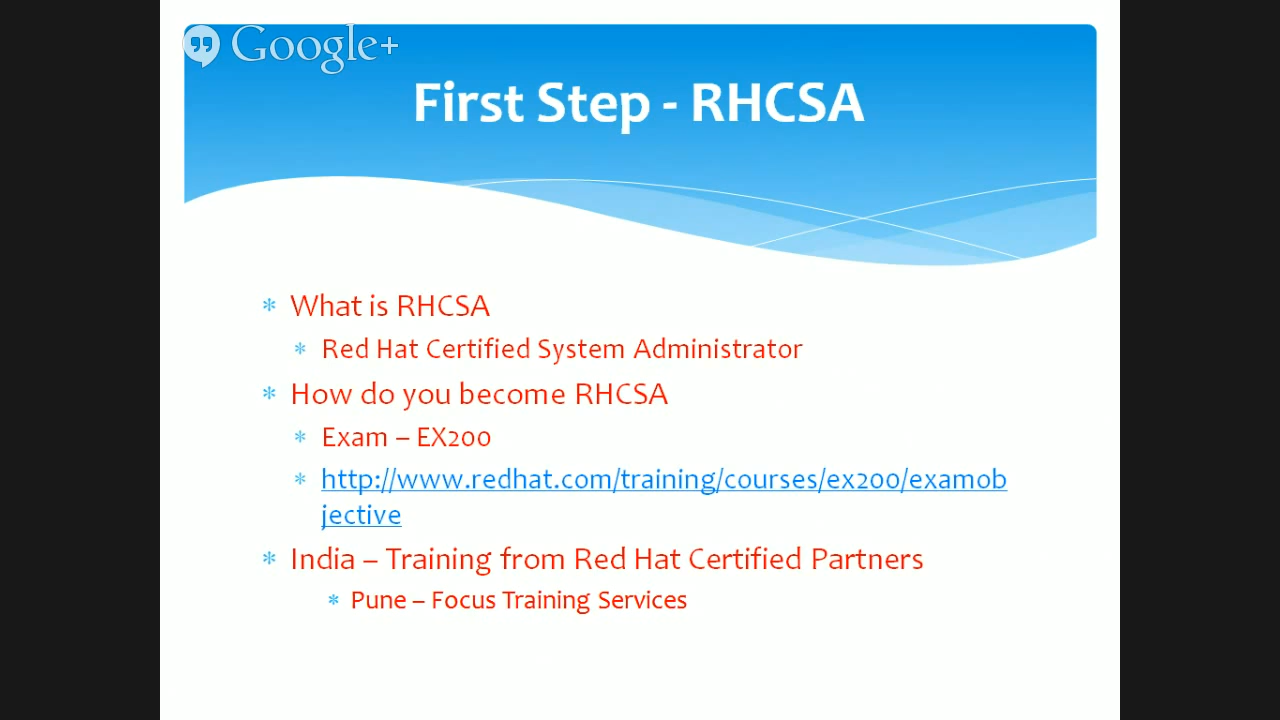 Google+
First Step - RHCSA
* What is RHCSA
* Red Hat Certified System Administrator
* How do you become RHCSA
* Exam – EX200
* http://www.redhat.com/training/courses/ex200/examob
jective
* India – Training from Red Hat Certified Partners
* Pune – Focus Training Services